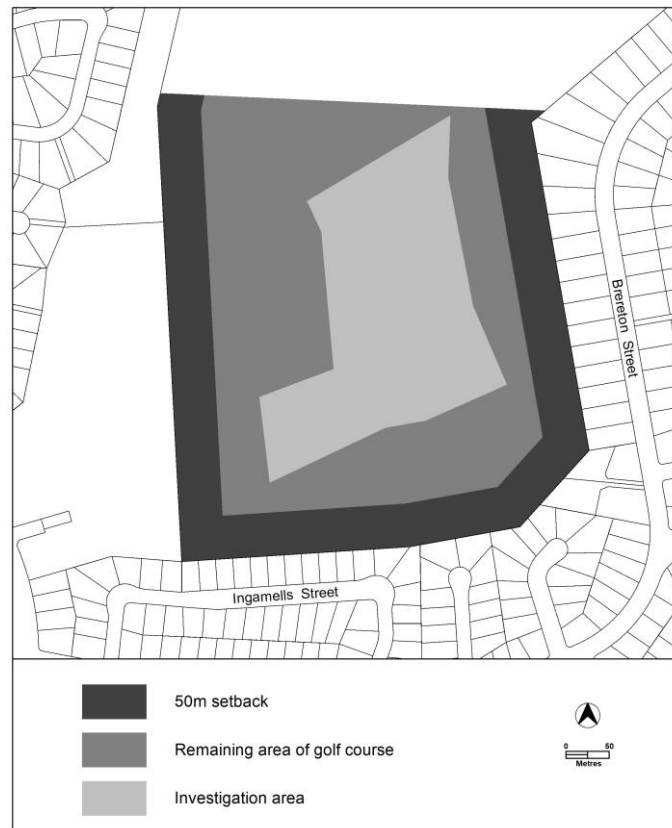 Brereton Street
Ingamells Street
50m setback
Remaining area of golf course
Investigation area
0 50
Metres